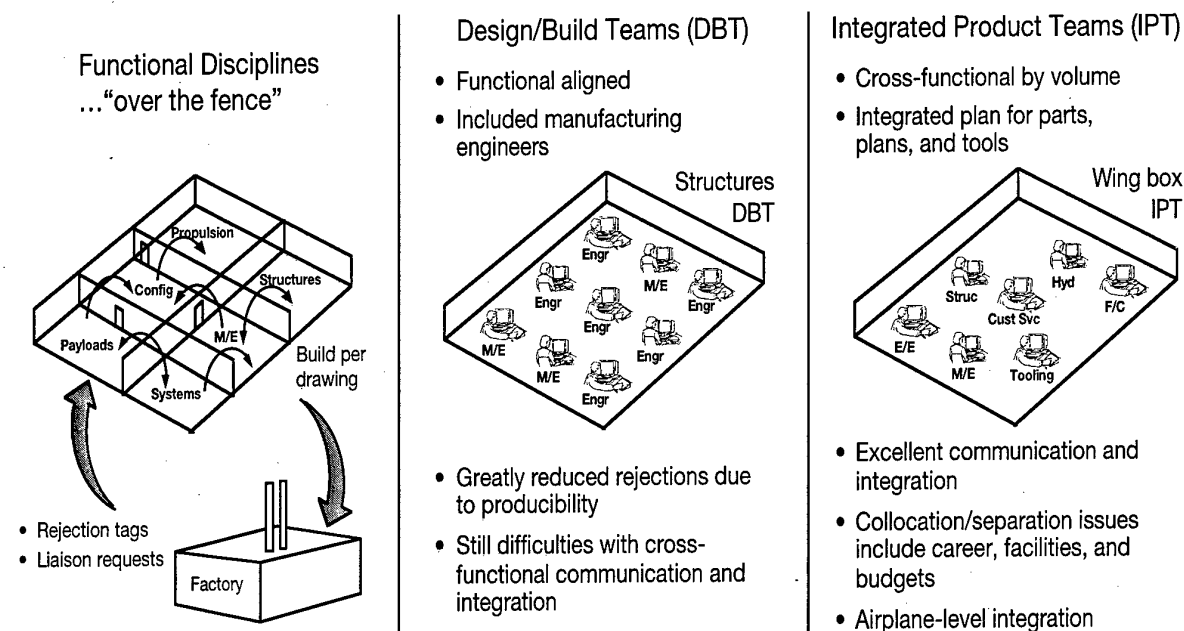 Functional Disciplines
…“over the fence”
Propulsion
Config
Structures
Payloads
M/E
Systems
Build per
drawing
• Rejection tags
• Liaison requests
Factory
Design/Build Teams (DBT)
• Functional aligned
• Included manufacturing
engineers
Structures
DBT
Engr
M/E
Engr
Engr
Engr
M/E
Engr
M/E
Engr
• Greatly reduced rejections due
to producibility
• Still difficulties with cross-
functional communication and
integration
Integrated Product Teams (IPT)
• Cross-functional by volume
• Integrated plan for parts,
plans, and tools
Wing box
IPT
Hyd
Struc
F/C
Cust Svc
E/E
M/E
Tooling
• Excellent communication and
integration
• Collocation/separation issues
include career, facilities, and
budgets
• Airplane-level integration